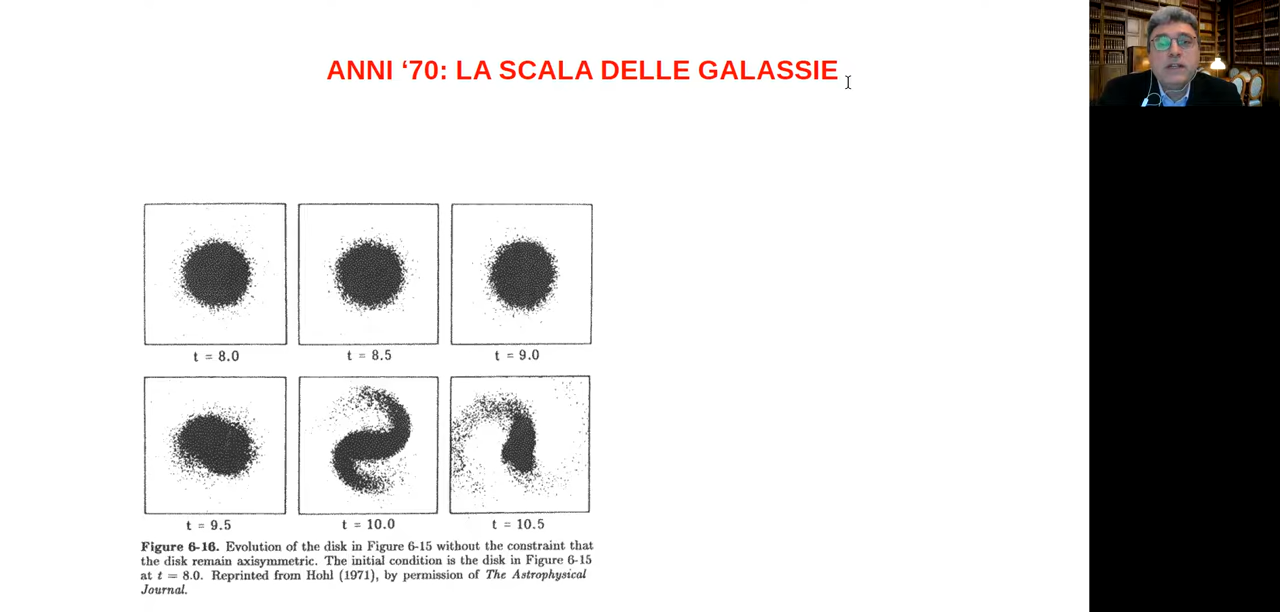 ANNI ‘70: LA SCALA DELLE GALASSIE
t = 8.0
t = 8.5
t = 9.0
t = 9.5
t = 10.0
t = 10.5
Figure 6-16. Evolution of the disk in Figure 6-15 without the constraint that
the disk remain axisymmetric. The initial condition is the disk in Figure 6-15
at t = 8.0. Reprinted from Hohl (1971), by permission of The Astrophysical
Journal.